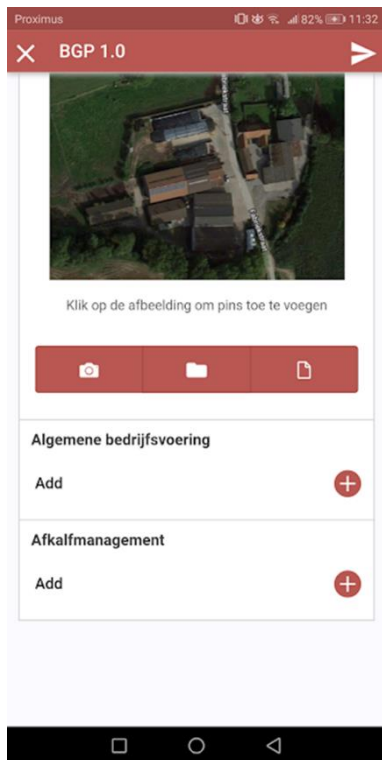 Proximus 82% 11:32
BGP 1.0
Klik op de afbeelding om pins toe te voegen
Algemene bedrijfsvoering
Add
Afkalfmanagement
Add